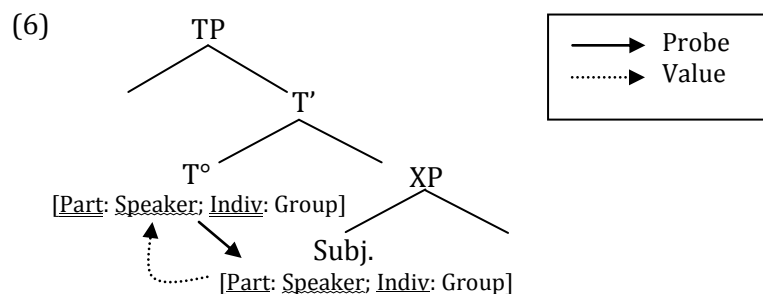 (6)
TP
Probe
Value
T’
T°
XP
[Part: Speaker; Indiv: Group]
Subj.
[Part: Speaker; Indiv: Group]